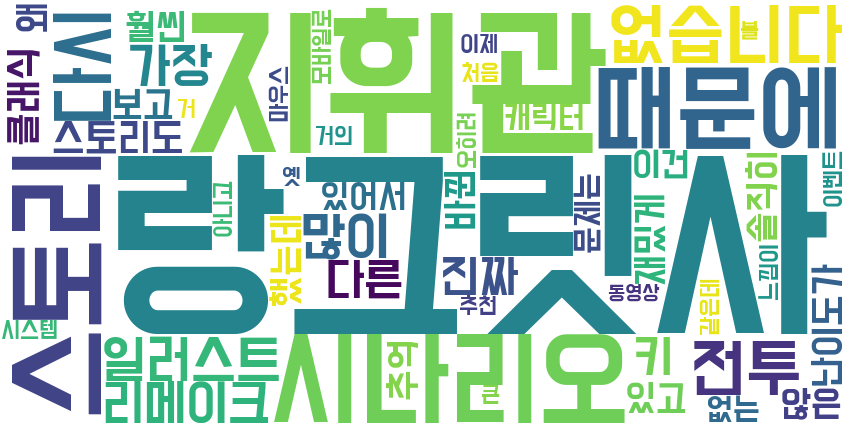 왜
훨씬
지휘관
모바일로
이제
없습니다
볼
다시
가장
클래식
보고
거
마우스
처음
캐릭터
때문에
스토리도
거의
오히려
스토리
랑그릿사
아니고
옛
있어서
바뀐
이건
솔직히
이벤트
많이
했는데
문제는
재밌게
느낌이
다른
진짜
추천
동영상
같은데
난이도가
시스템
일러스트
시나리오
추억
큰
키
전투
리메이크
있고
없는
않은